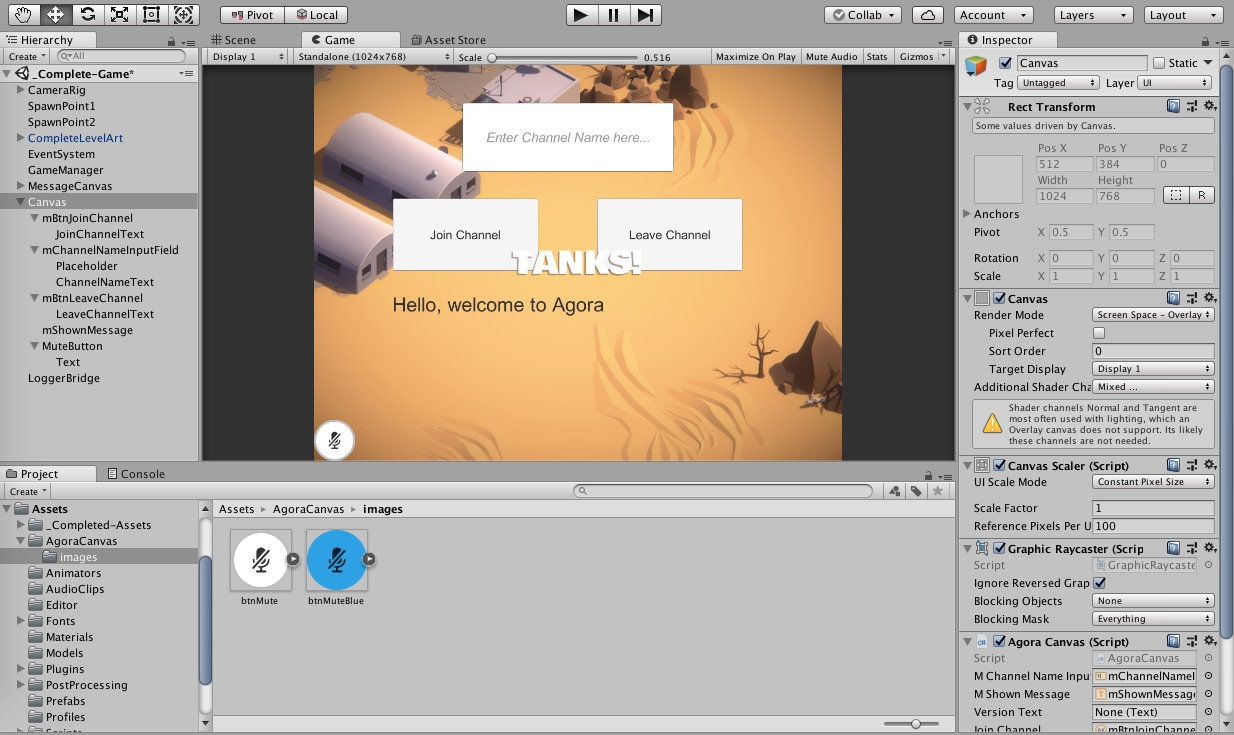 Pivot Local Collab Account Layers Layout
Hierarchy
Create All
_Complete-Game*
CameraRig
SpawnPoint1
SpawnPoint2
CompleteLevelArt
EventSystem
GameManager
MessageCanvas
Canvas
mBtnJoinChannel
JoinChannelText
mChannelNameInputField
Placeholder
ChannelNameText
mBtnLeaveChannel
LeaveChannelText
mShownMessage
MuteButton
Text
LoggerBridge
Scene Game Asset Store
Display 1 Standalone (1024x768) Scale 0.516 Maximize On Play Mute Audio Stats Gizmos
Enter Channel Name here...
Join Channel Leave Channel
TANKS!
Hello, welcome to Agora
Project Console
Create
Assets
_Completed-Assets
AgoraCanvas
images
Animators
AudioClips
Editor
Fonts
Materials
Models
Plugins
PostProcessing
Prefabs
Profiles
Assets AgoraCanvas images
btnMute btnMuteBlue
Inspector
Canvas Static
Tag Untagged Layer UI
Rect Transform
Some values driven by Canvas.
Pos X Pos Y Pos Z
512 384 0
Width Height
1024 768 R
Anchors
Pivot X 0.5 Y 0.5
Rotation X 0 Y 0 Z 0
Scale X 1 Y 1 Z 1
Canvas
Render Mode Screen Space - Overlay
Pixel Perfect
Sort Order 0
Target Display Display 1
Additional Shader Cha Mixed ...
Shader channels Normal and Tangent are
most often used with lighting, which an
Overlay canvas does not support. Its likely
these channels are not needed.
Canvas Scaler (Script)
UI Scale Mode Constant Pixel Size
Scale Factor 1
Reference Pixels Per U 100
Graphic Raycaster (Scrip
Script GraphicRaycaste
Ignore Reversed Grap
Blocking Objects None
Blocking Mask Everything
c# Agora Canvas (Script)
Script AgoraCanvas
M Channel Name Inpu mChannelNameI
M Shown Message T mShownMessag
Version Text None (Text)
Join Channel mBtnJoinChanne